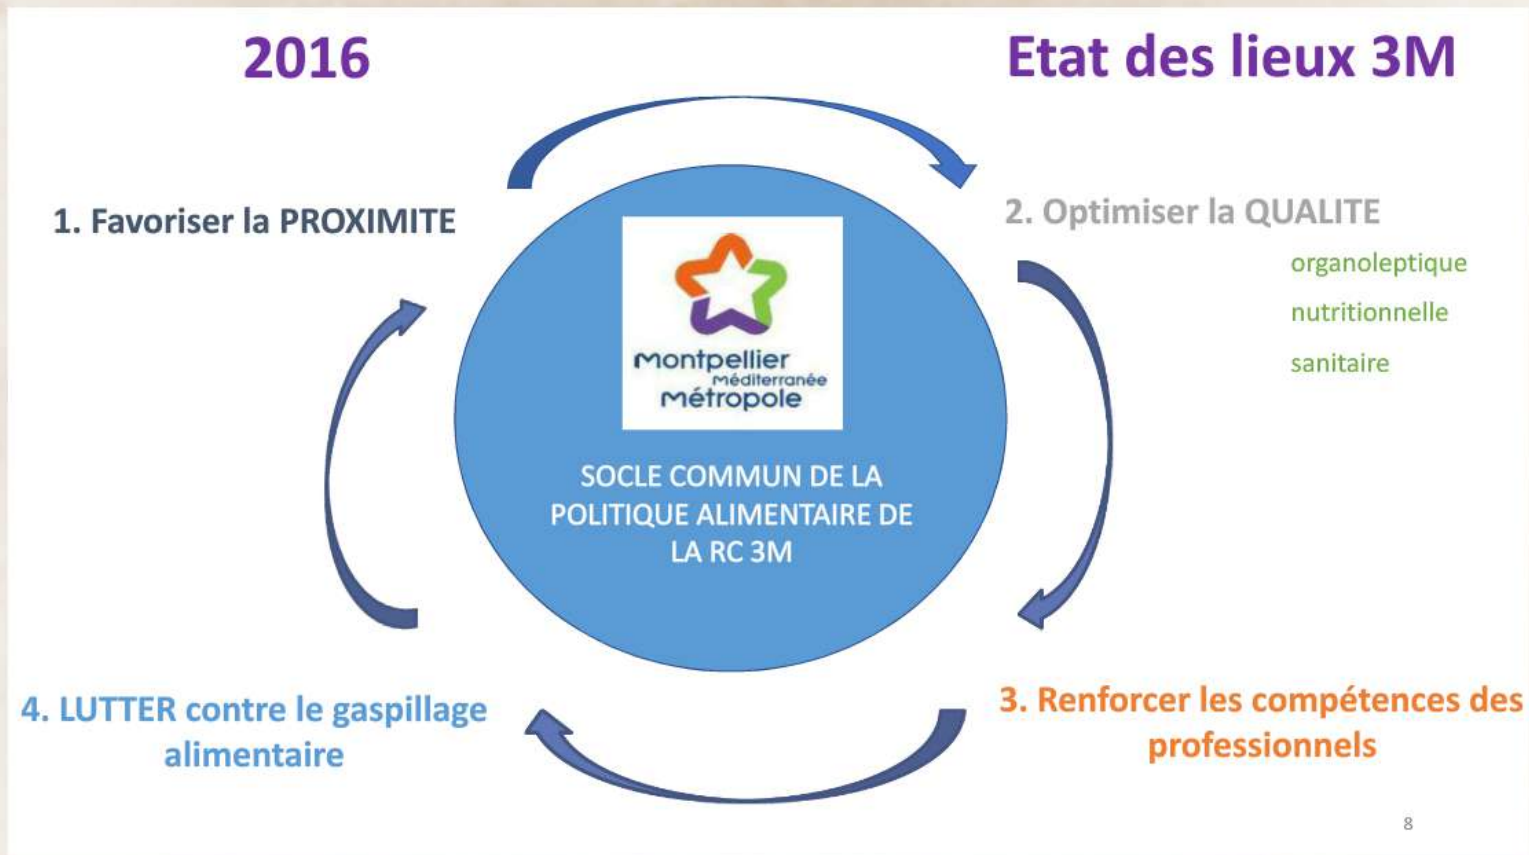 2016
Etat des lieux 3M
1. Favoriser la PROXIMITE
2. Optimiser la QUALITE
organoleptique
nutritionnelle
sanitaire
montpellier
méditerranée
métropole
SOCLE COMMUN DE LA
POLITIQUE ALIMENTAIRE DE
LA RC 3M
3. Renforcer les compétences des
professionnels
4. LUTTER contre le gaspillage
alimentaire
8